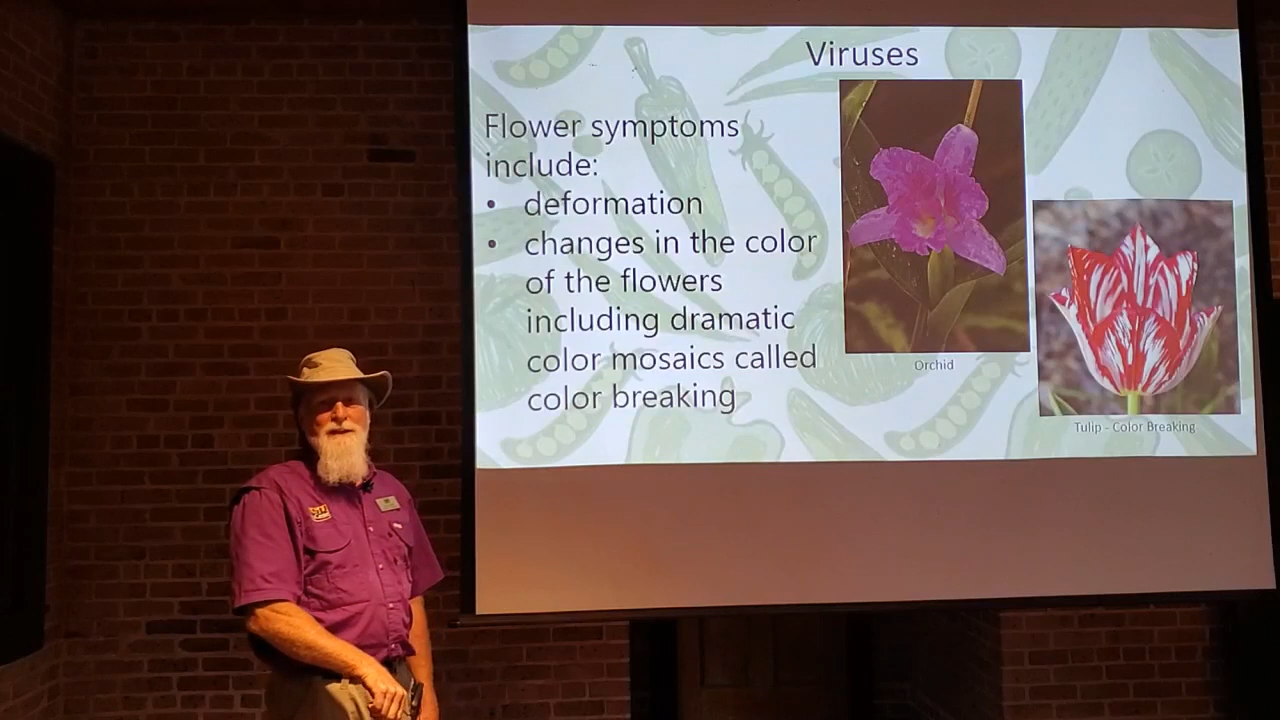 Viruses
Flower symptoms
include:
• deformation
• changes in the color
of the flowers
including dramatic
color mosaics called
color breaking
Orchid
Tulip - Color Breaking